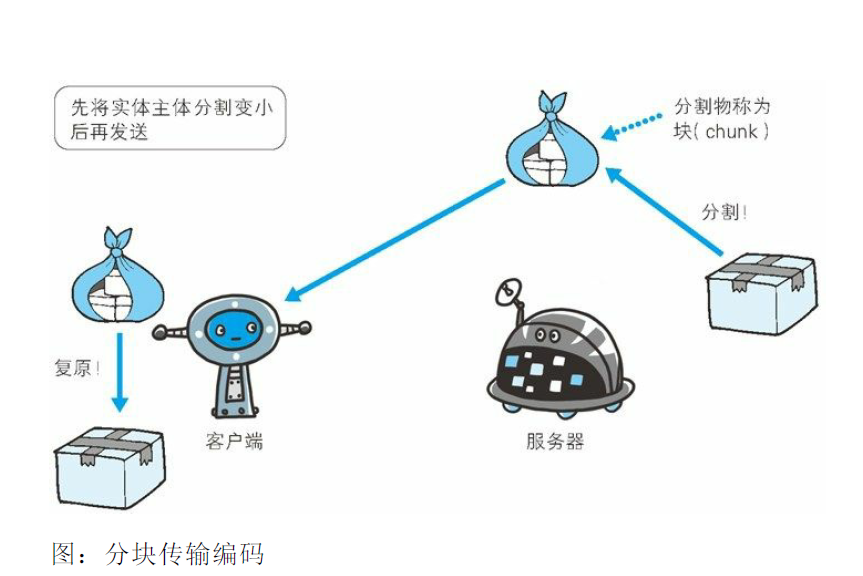 先将实体主体分割变小
后再发送
分割物称为
块( chunk )
分割!
复原!
客户端
服务器
图：分块传输编码